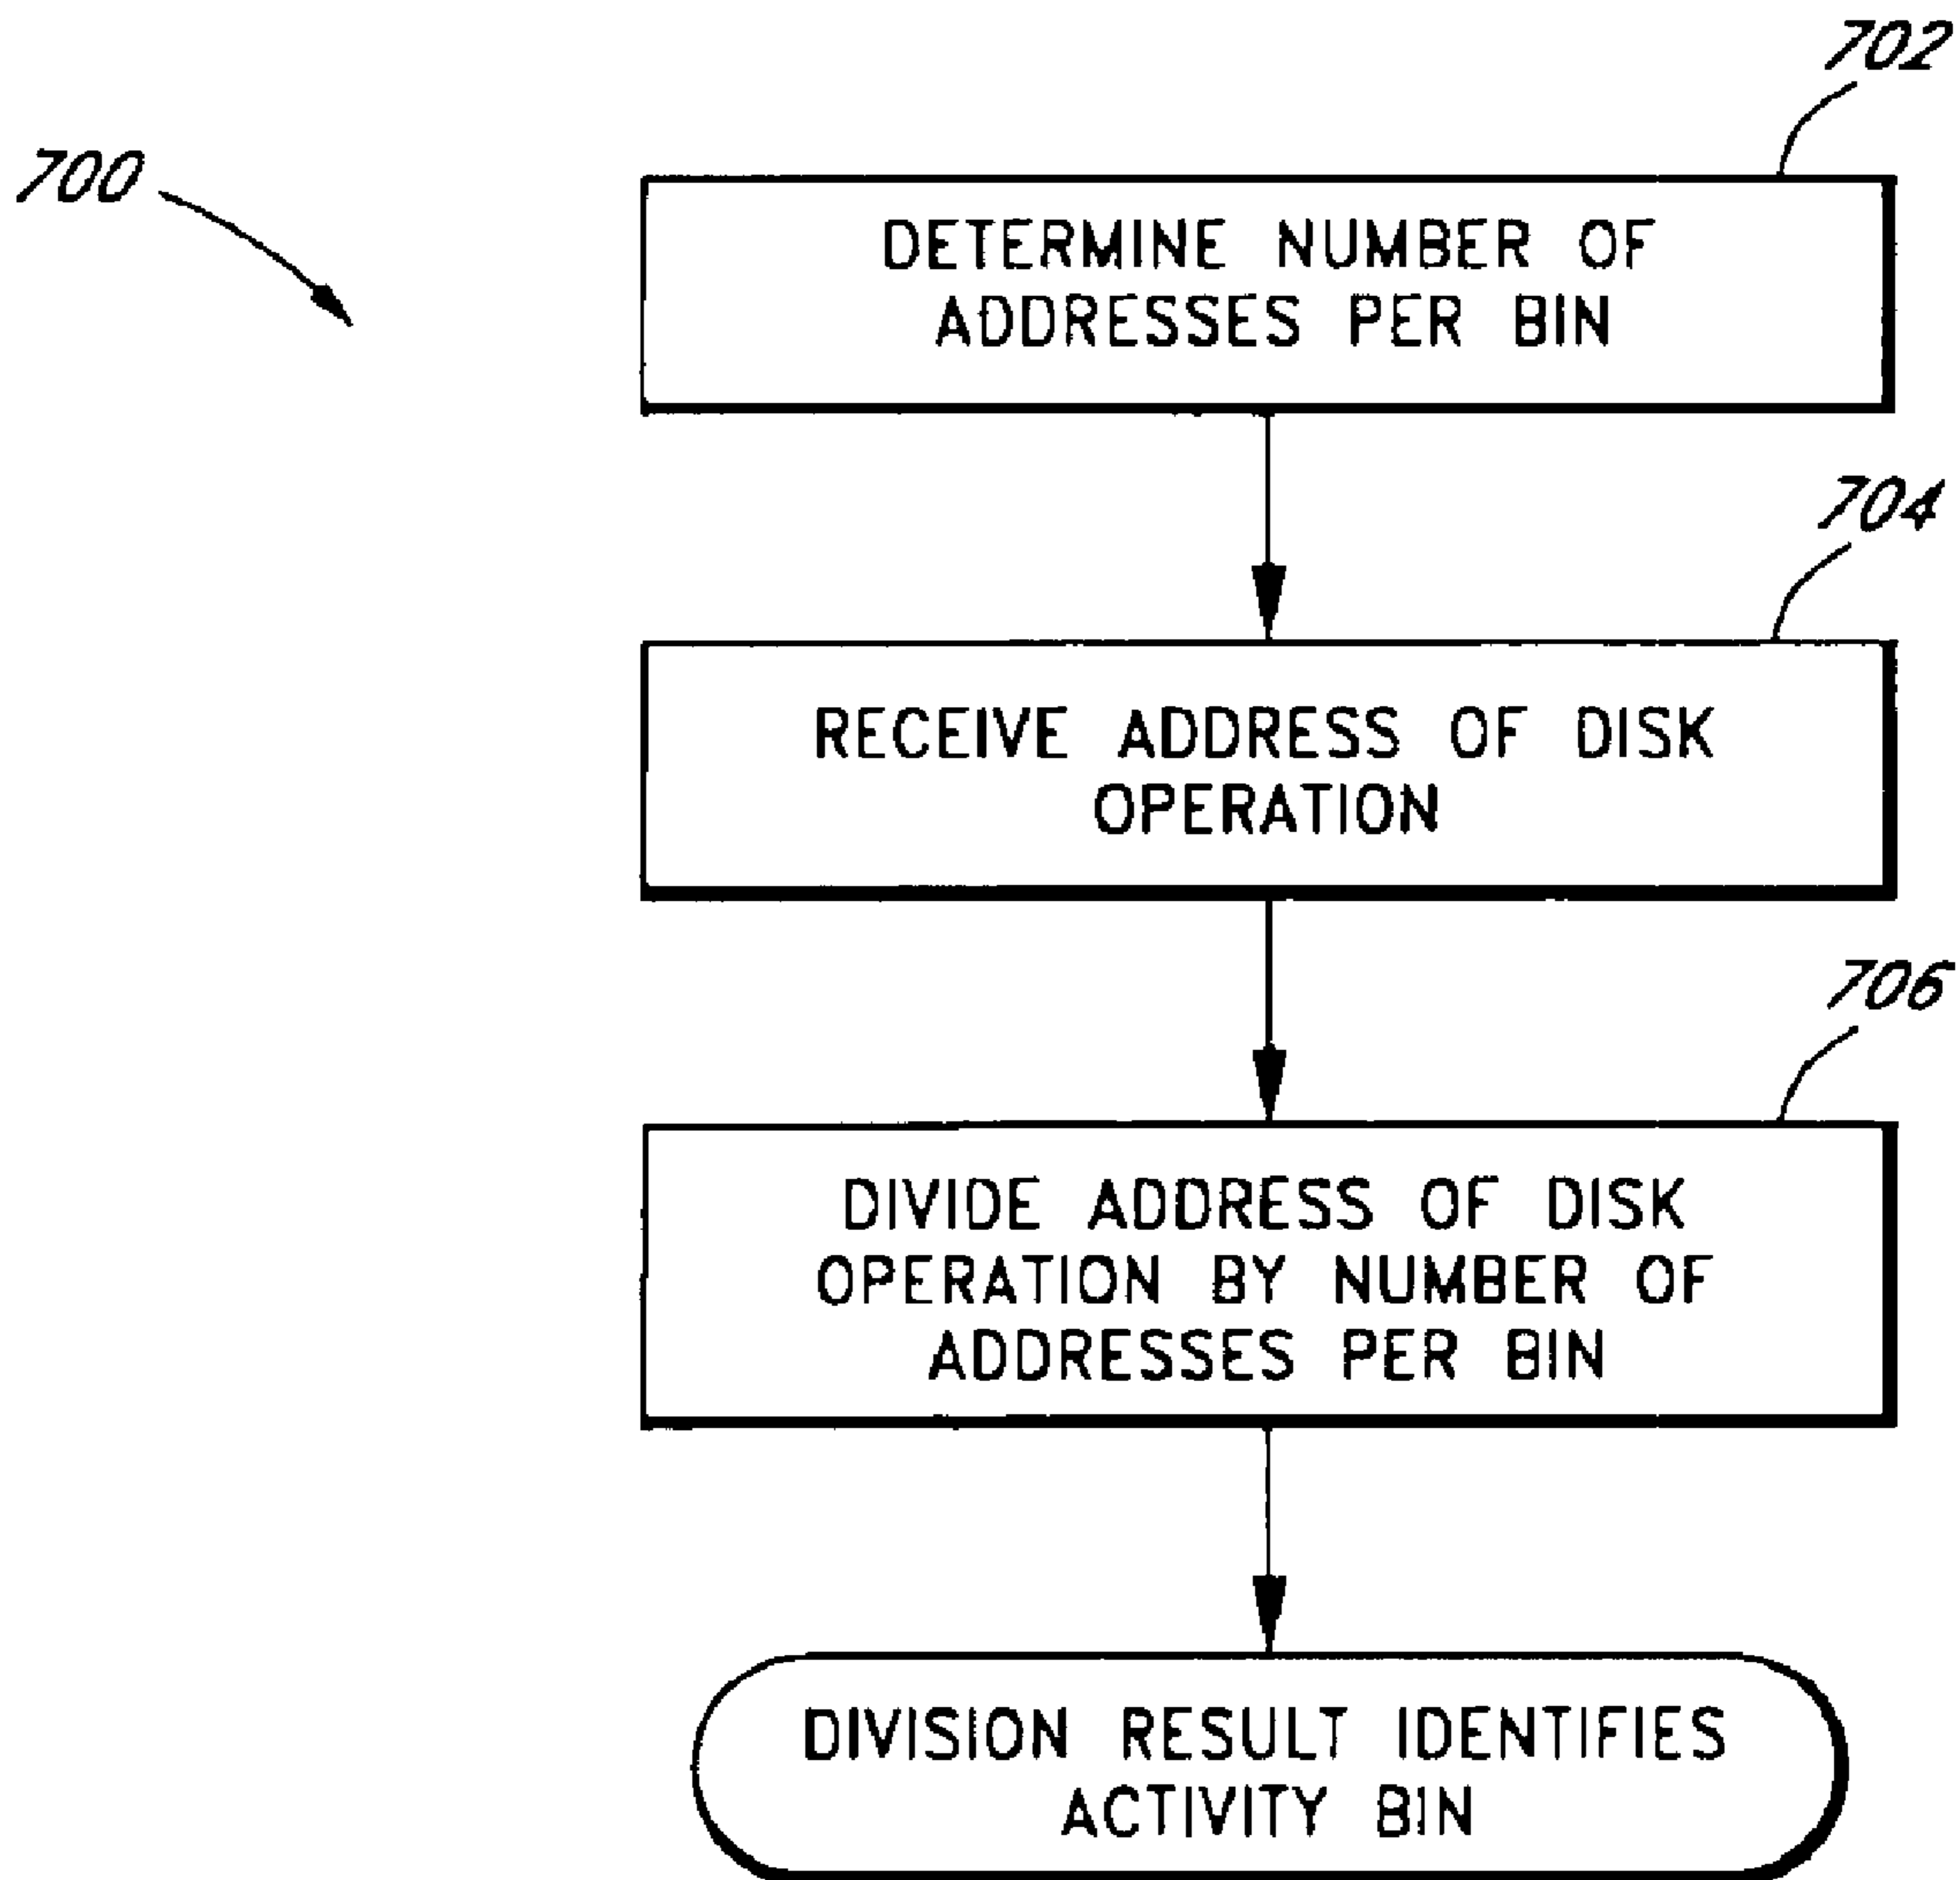 702
700
DETERMINE NUMBER OF
ADDRESSES PER BIN
704
RECEIVE ADDRESS OF DISK
OPERATION
706
DIVIDE ADDRESS OF DISK
OPERATION BY NUMBER OF
ADDRESSES PER BIN
DIVISION RESULT IDENTIFIES
ACTIVITY BIN